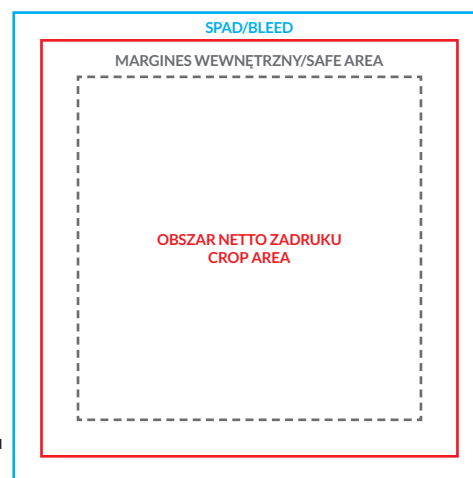 SPAD/BLEED
MARGINES WEWNĘTRZNY/SAFE AREA
OBSZAR NETTO ZADRUKU
CROP AREA